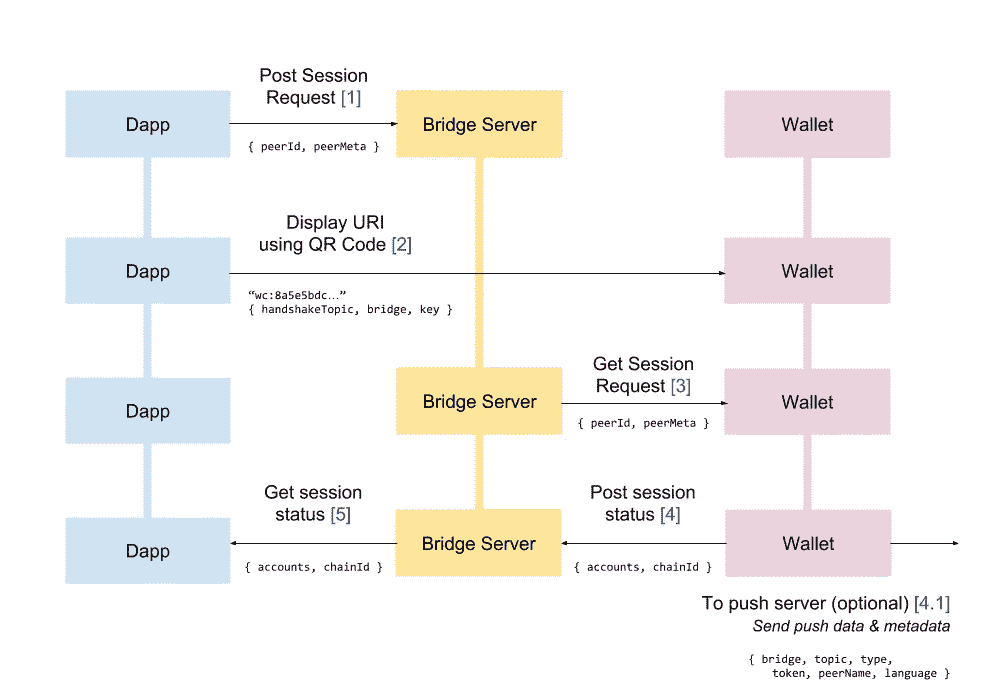 Post Session
Request [1]
Dapp
Bridge Server
Wallet
{ peerId, peerMeta }
Display URI
using QR Code [2]
Dapp
Wallet
“wc:8a5e5bdc…”
{ handshakeTopic, bridge, key }
Get Session
Request [3]
Dapp
Bridge Server
Wallet
{ peerId, peerMeta }
Get session
status [5]
Post session
status [4]
Dapp
Bridge Server
Wallet
{ accounts, chainId }
{ accounts, chainId }
To push server (optional) [4.1]
Send push data & metadata
{ bridge, topic, type,
token, peerName, language }